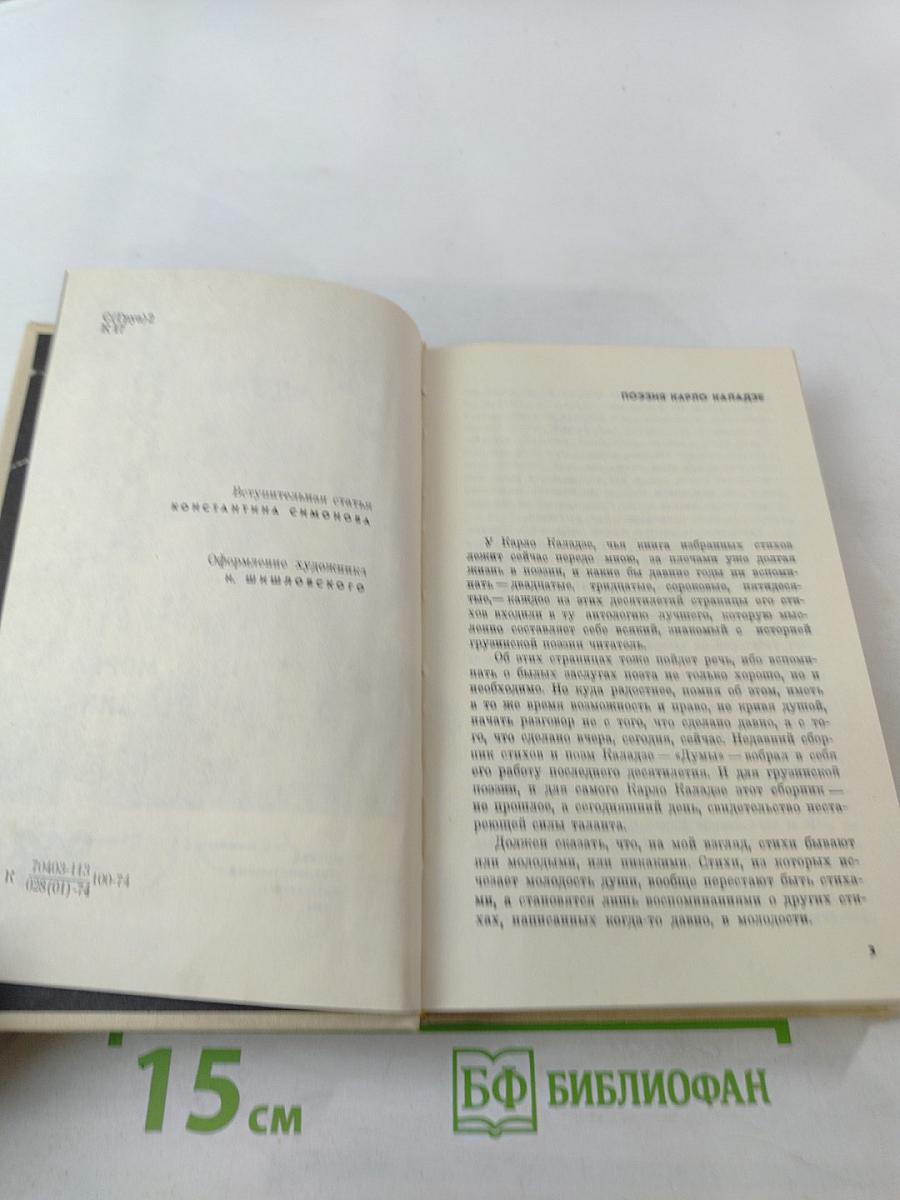 С(Груз)2
К 17
Вступительная статья
КОНСТАНТИНА СИМОНОВА
Оформление художника
Н. ШИШЛОВСКОГО
К 70403-113
028(01)-74 100-74
ПОЭЗИЯ КАРЛО КАЛАДЗЕ
У Карло Каладзе, чья книга избранных стихов
лежит сейчас передо мною, за плечами уже долгая
жизнь в поэзии, и какие бы давние годы ни вспоми-
нать — двадцатые, тридцатые, сороковые, пятидеся-
тые, — каждое из этих десятилетий страницы его сти-
хов входили в ту антологию лучшего, которую мыс-
ленно составляет себе всякий, знакомый с историей
грузинской поэзии читатель.
Об этих страницах тоже пойдет речь, ибо вспоми-
нать о былых заслугах поэта не только хорошо, но и
необходимо. Но куда радостнее, помня об этом, иметь
в то же время возможность и право, не кривя душой,
начать разговор не с того, что сделано давно, а с то-
го, что сделано вчера, сегодня, сейчас. Недавний сбор-
ник стихов и поэм Каладзе — «Думы» — вобрал в себя
его работу последнего десятилетия. И для грузинской
поэзии, и для самого Карло Каладзе этот сборник —
не прошлое, а сегодняшний день, свидетельство неста-
реющей силы таланта.
Должен сказать, что, на мой взгляд, стихи бывают
или молодыми, или никакими. Стихи, из которых ис-
чезает молодость души, вообще перестают быть стиха-
ми, а становятся лишь воспоминаниями о других сти-
хах, написанных когда-то давно, в молодости.
3
15 см
БФ БИБЛИОФАН